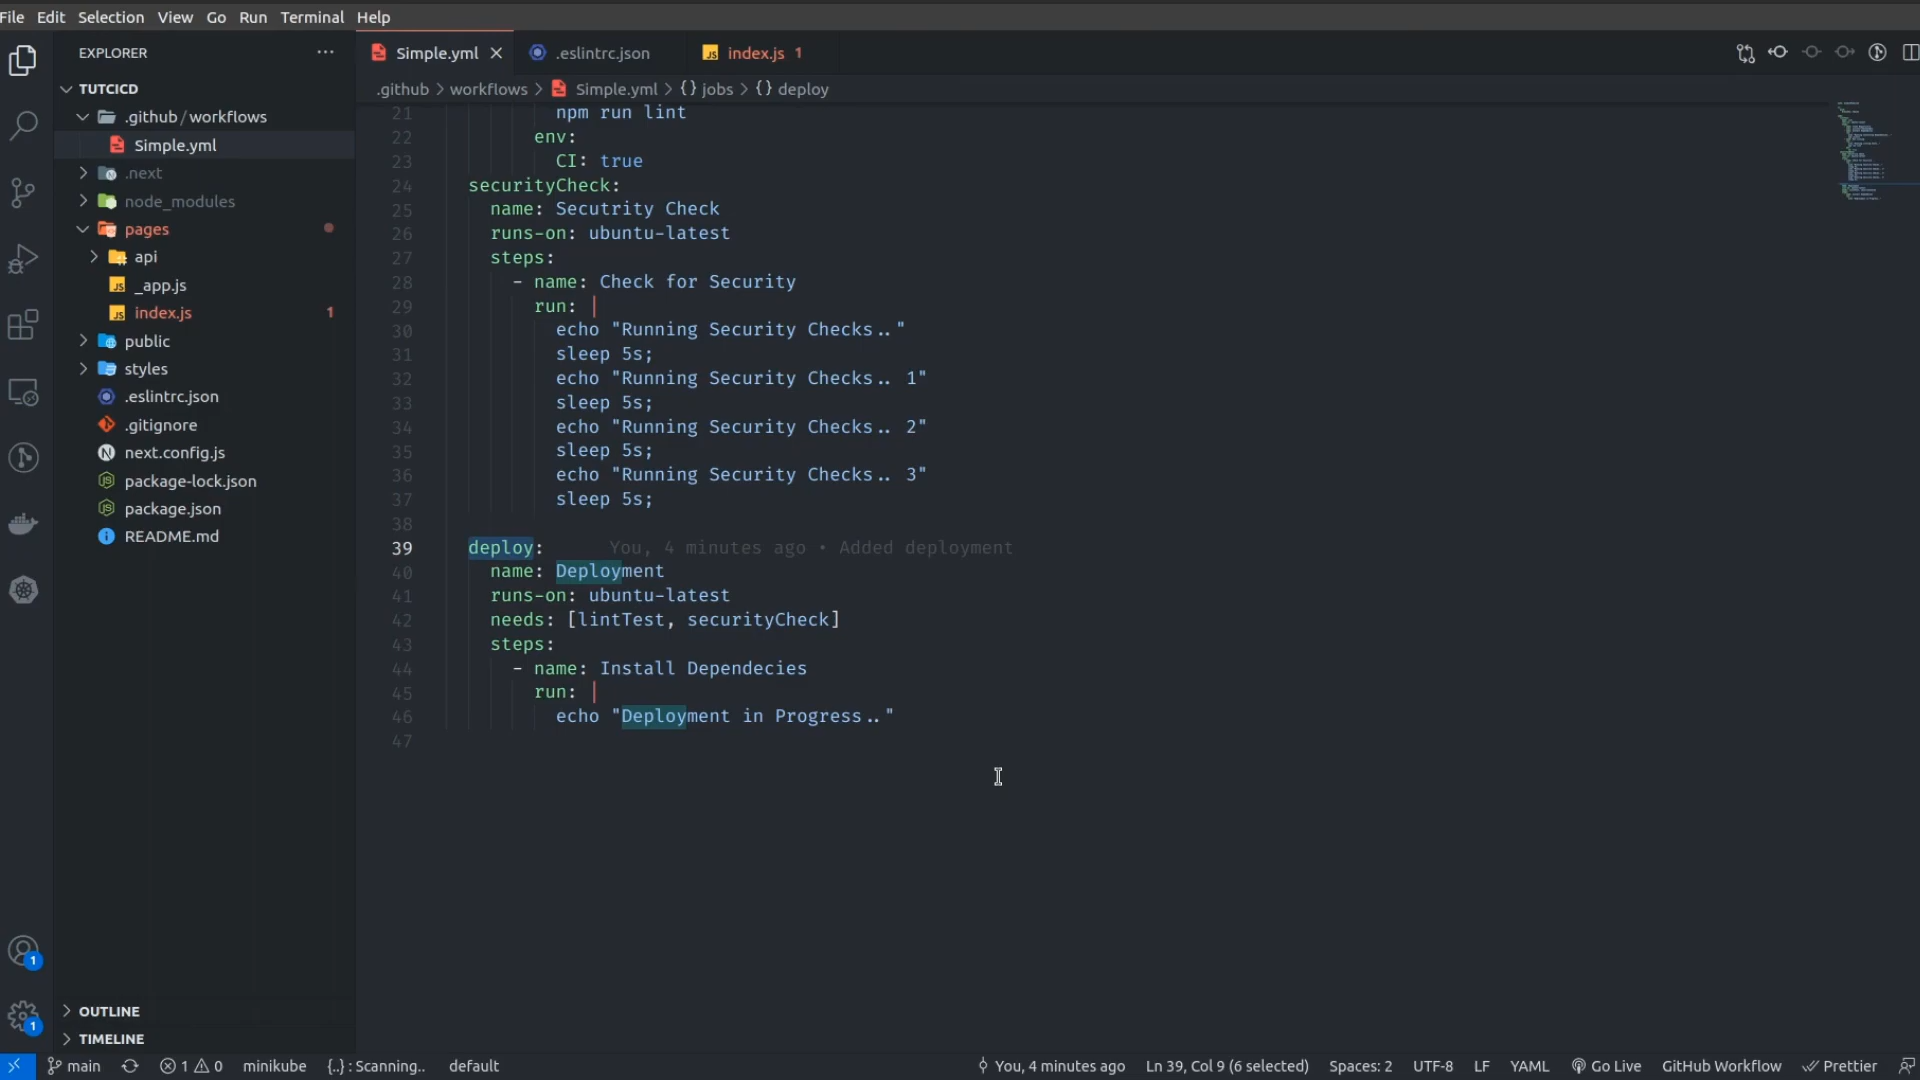 File Edit Selection View Go Run Terminal Help
EXPLORER ...
Simple.yml
.eslintrc.json
index.js 1
TUTCICD
.github / workflows
Simple.yml
.next
node_modules
pages
api
_app.js
index.js 1
public
styles
.eslintrc.json
.gitignore
next.config.js
package-lock.json
package.json
README.md
OUTLINE
TIMELINE
.github > workflows > Simple.yml > {} jobs > {} deploy
21 npm run lint
22 env:
23 CI: true
24 securityCheck:
25 name: Secutrity Check
26 runs-on: ubuntu-latest
27 steps:
28 - name: Check for Security
29 run: |
30 echo "Running Security Checks.."
31 sleep 5s;
32 echo "Running Security Checks.. 1"
33 sleep 5s;
34 echo "Running Security Checks.. 2"
35 sleep 5s;
36 echo "Running Security Checks.. 3"
37 sleep 5s;
38
39 deploy: You, 4 minutes ago • Added deployment
40 name: Deployment
41 runs-on: ubuntu-latest
42 needs: [lintTest, securityCheck]
43 steps:
44 - name: Install Dependecies
45 run: |
46 echo "Deployment in Progress.."
47
1
1
main 1 0 minikube {..} : Scanning.. default You, 4 minutes ago Ln 39, Col 9 (6 selected) Spaces: 2 UTF-8 LF YAML Go Live GitHub Workflow Prettier